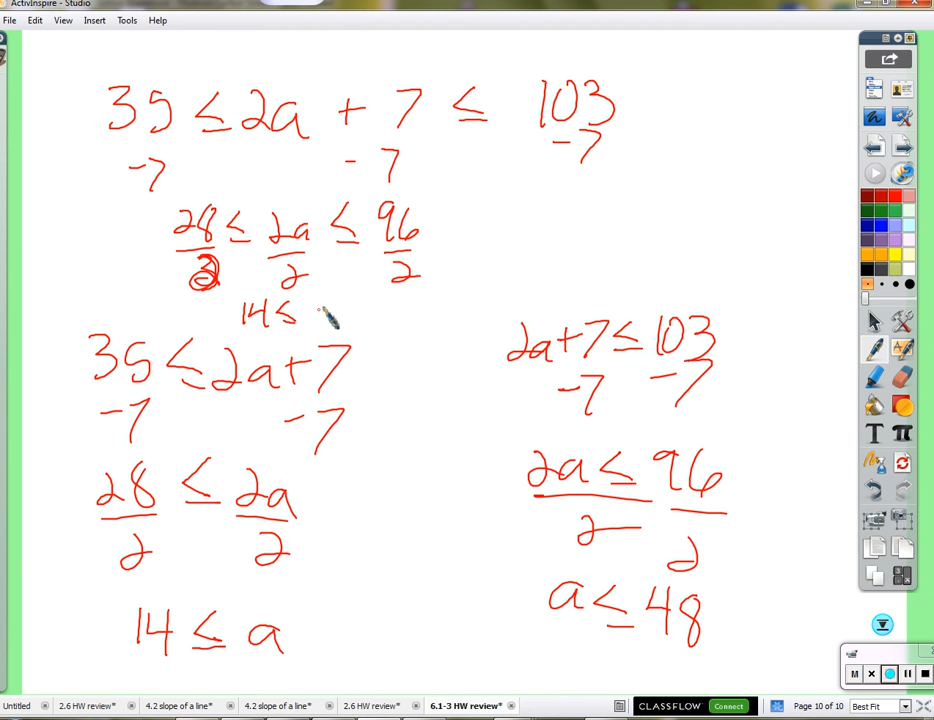 ActivInspire - Studio
File Edit View Insert Tools Help
35 ≤ 2a + 7 ≤ 103
-7 -7 -7
28 ≤ 2a ≤ 96
2 2 2
14 ≤
35 ≤ 2a + 7
-7 -7
28 ≤ 2a
2 2
14 ≤ a
2a + 7 ≤ 103
-7 -7
2a ≤ 96
2 2
a ≤ 48
M
Untitled 2.6 HW review* 4.2 slope of a line* 4.2 slope of a line* 2.6 HW review* 6.1-3 HW review* CLASSFLOW Connect Page 10 of 10 Best Fit